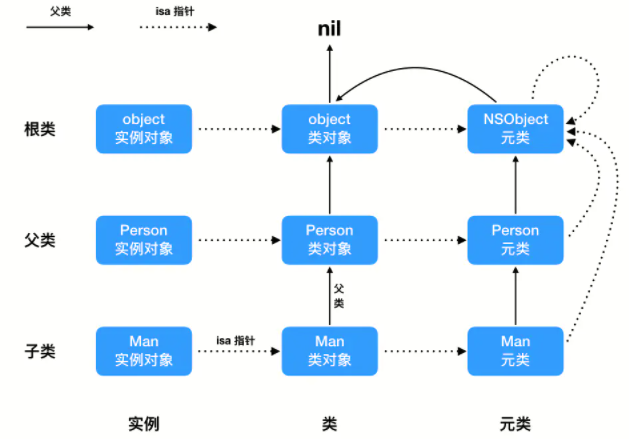 父类
isa 指针
nil
根类
object
实例对象
object
类对象
NSObject
元类
父类
Person
实例对象
Person
类对象
Person
元类
父
类
子类
Man
实例对象
isa 指针
Man
类对象
Man
元类
实例
类
元类